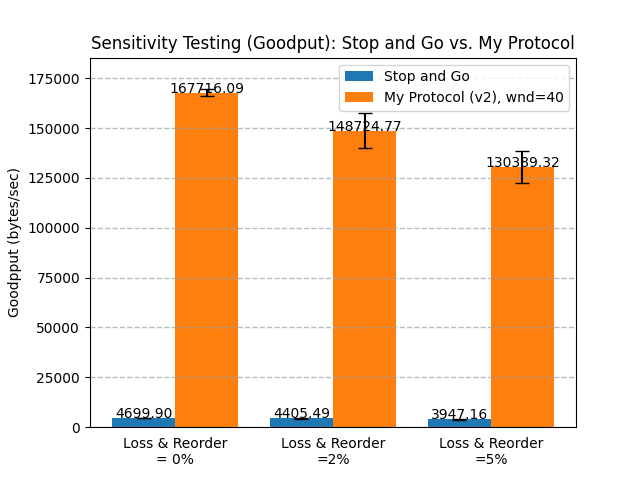 Sensitivity Testing (Goodput): Stop and Go vs. My Protocol
Stop and Go
My Protocol (v2), wnd=40
Goodpput (bytes/sec)
175000
150000
125000
100000
75000
50000
25000
0
167716.09
148724.77
130389.32
4699.90
4405.49
3947.16
Loss & Reorder
= 0%
Loss & Reorder
=2%
Loss & Reorder
=5%